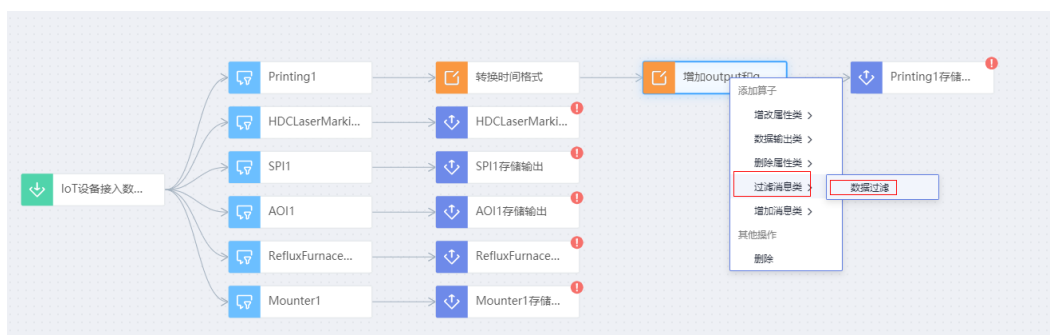 Printing1
转换时间格式
增加output和g...
Printing1存储...
添加算子
增改属性类 >
HDCLaserMarki...
HDCLaserMarki...
数据输出类 >
SPI1
SPI1存储输出
删除属性类 >
IoT设备接入数...
过滤消息类 >
数据过滤
AOI1
AOI1存储输出
增加消息类 >
其他操作
RefluxFurnace...
RefluxFurnace...
删除
Mounter1
Mounter1存储...